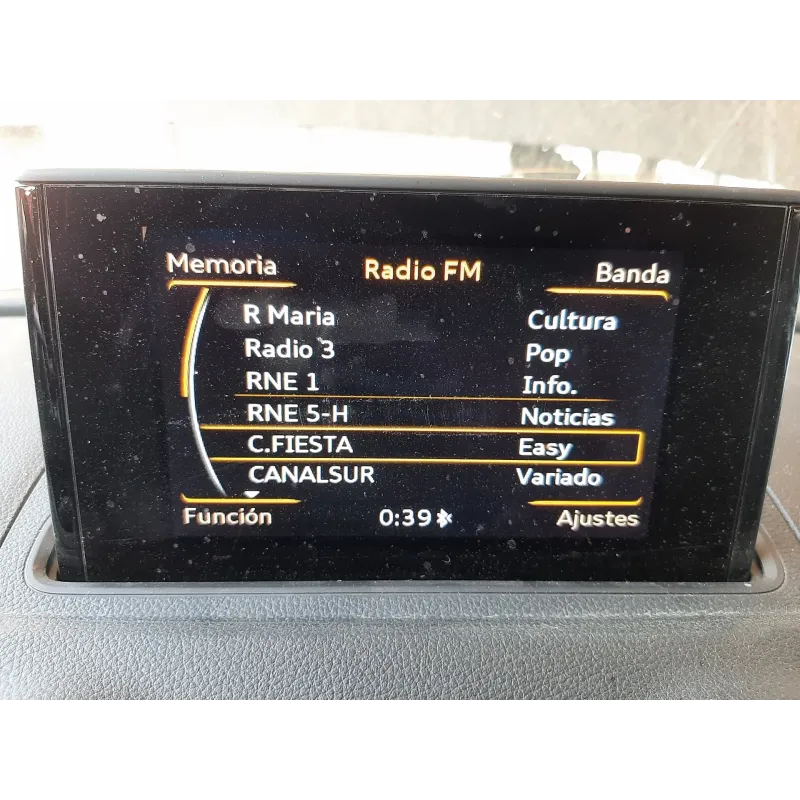 Memoria Radio FM Banda
R Maria Cultura
Radio 3 Pop
RNE 1 Info.
RNE 5-H Noticias
C.FIESTA Easy
CANALSUR Variado
Función 0:39 Ajustes